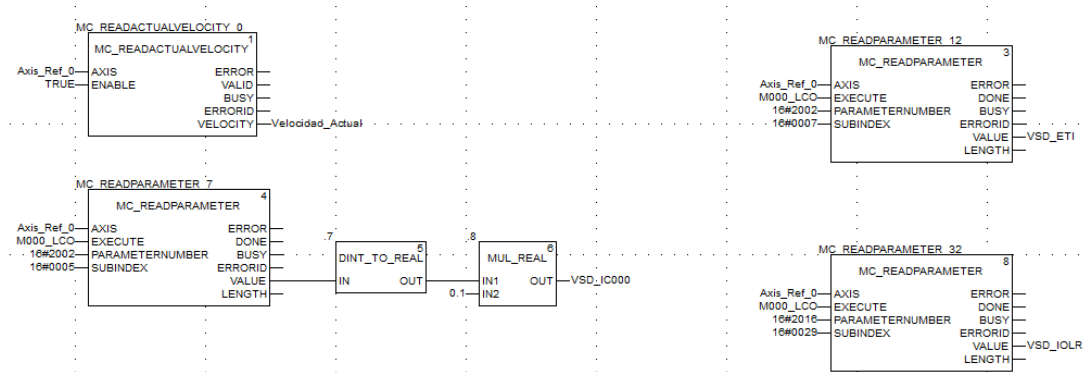 MC_READACTUALVELOCITY_0
1
MC_READACTUALVELOCITY
Axis_Ref_0 AXIS ERROR
TRUE ENABLE VALID
BUSY
ERRORID
VELOCITY Velocidad_Actual
MC_READPARAMETER_12
3
MC_READPARAMETER
Axis_Ref_0 AXIS ERROR
M000_LCO EXECUTE DONE
16#2002 PARAMETERNUMBER BUSY
16#0007 SUBINDEX ERRORID
VALUE VSD_ETI
LENGTH
MC_READPARAMETER_7
4
MC_READPARAMETER
Axis_Ref_0 AXIS ERROR
M000_LCO EXECUTE DONE
16#2002 PARAMETERNUMBER BUSY
16#0005 SUBINDEX ERRORID
VALUE
LENGTH
.7
5
DINT_TO_REAL
IN OUT
.8
6
MUL_REAL
IN1 OUT VSD_IC000
0.1 IN2
MC_READPARAMETER_32
8
MC_READPARAMETER
Axis_Ref_0 AXIS ERROR
M000_LCO EXECUTE DONE
16#2016 PARAMETERNUMBER BUSY
16#0029 SUBINDEX ERRORID
VALUE VSD_IOLR
LENGTH